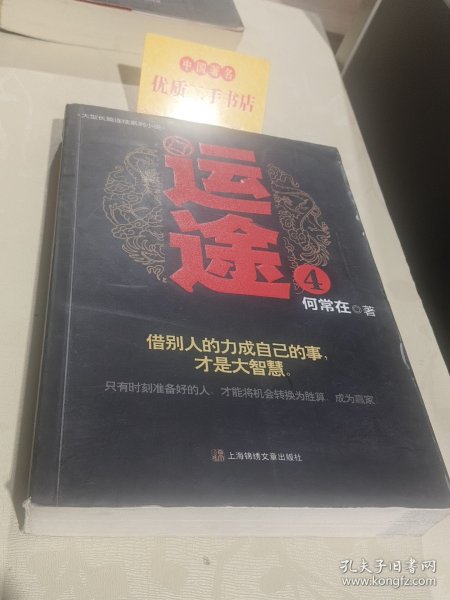 中国著名
优质二手书店
大型长篇连续系列小说
运途
4
何常在◎著
借别人的力成自己的事，
才是大智慧。
只有时刻准备好的人 才能将机会转换为胜算 成为赢家
上海锦绣文章出版社
孔夫子旧书网
www.kongfz.com